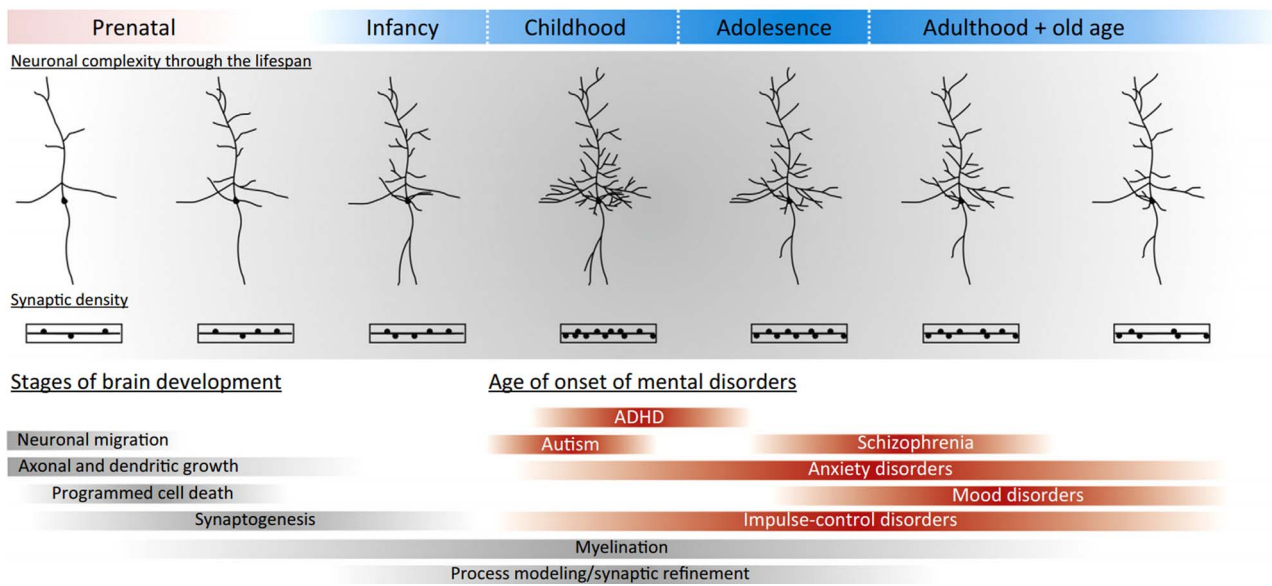 Prenatal
Infancy
Childhood
Adolesence
Adulthood + old age
Neuronal complexity through the lifespan
Synaptic density
Stages of brain development
Neuronal migration
Axonal and dendritic growth
Programmed cell death
Synaptogenesis
Myelination
Process modeling/synaptic refinement
Age of onset of mental disorders
ADHD
Autism
Schizophrenia
Anxiety disorders
Mood disorders
Impulse-control disorders